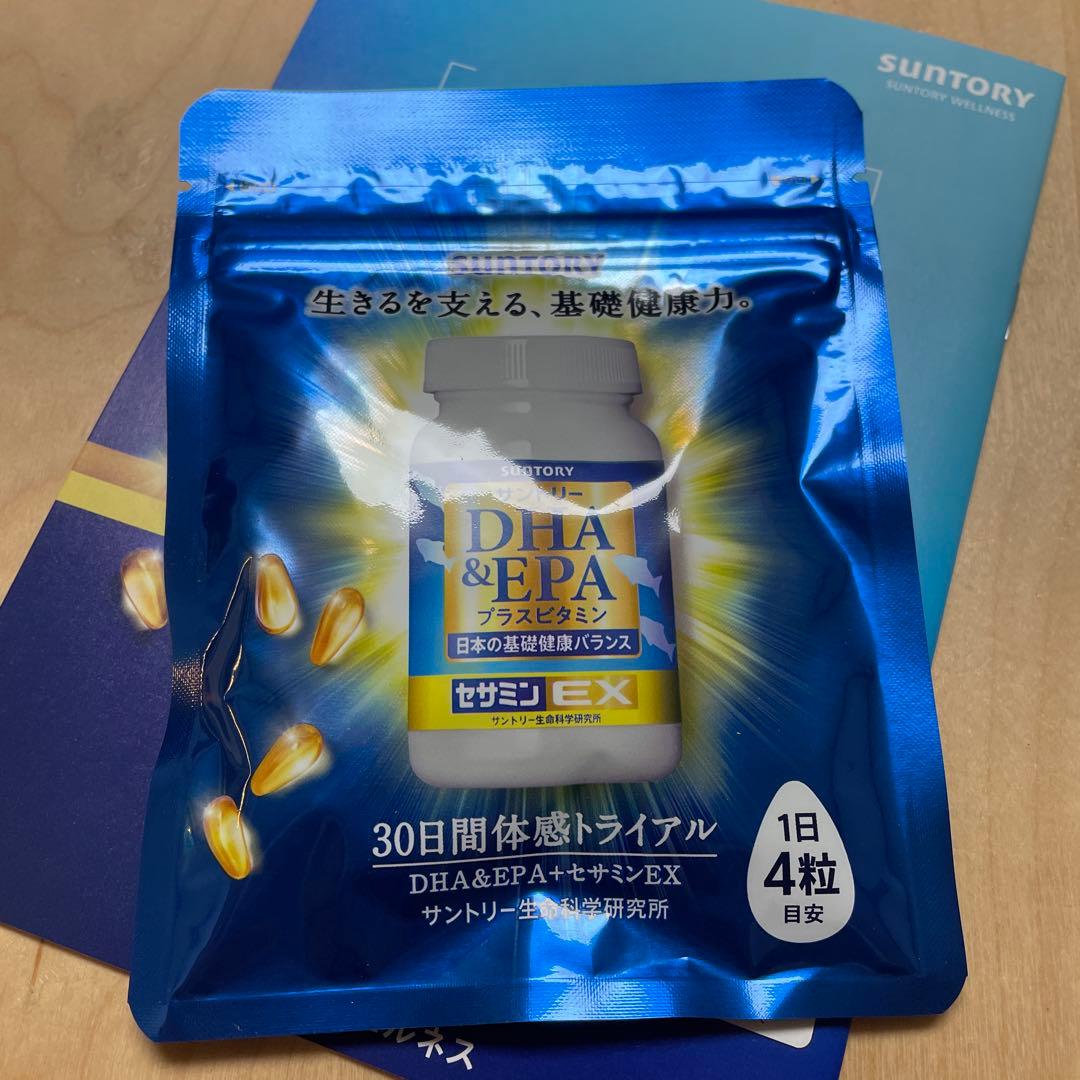 SUNTORY
SUNTORY WELLNESS
SUNTORY
生きるを支える、基礎健康力。
SUNTORY
サントリー
DHA
&EPA
プラスビタミン
日本の基礎健康バランス
セサミンEX
サントリー生命科学研究所
30日間体感トライアル
DHA&EPA+セサミンEX
サントリー生命科学研究所
1日
4粒
目安
ルネス